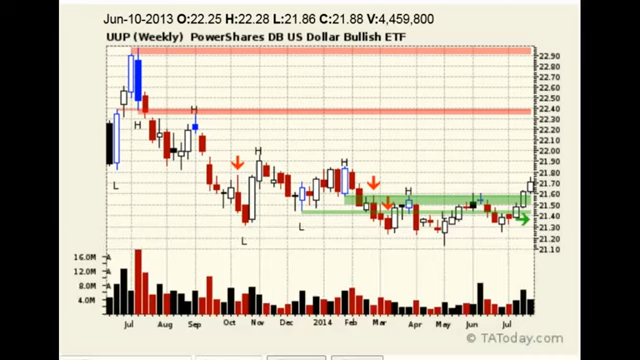 Jun-10-2013 O:22.25 H:22.28 L:21.86 C:21.88 V:4,459,800
UUP (Weekly) PowerShares DB US Dollar Bullish ETF
22.90
22.80
22.70
22.60
22.50
22.40
22.30
22.20
22.10
22.00
21.90
21.80
21.70
21.60
21.50
21.40
21.30
21.20
21.10
H
H
H
H
H
L
L
L
16.0M
12.0M
8.0M
4.0M
A
A
A
A
Jul Aug Sep Oct Nov Dec 2014 Feb Mar Apr May Jun Jul
© TAToday.com